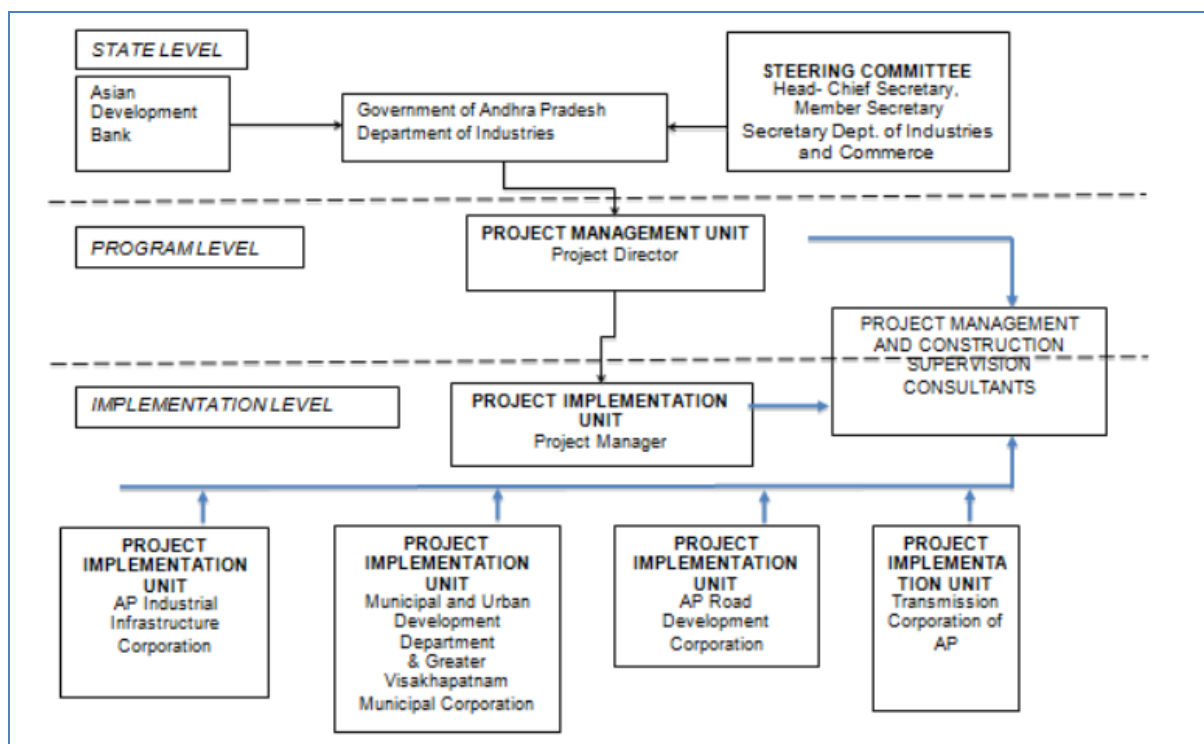 STATE LEVEL
Asian
Development
Bank
Government of Andhra Pradesh
Department of Industries
STEERING COMMITTEE
Head- Chief Secretary,
Member Secretary
Secretary Dept. of Industries
and Commerce
PROGRAM LEVEL
PROJECT MANAGEMENT UNIT
Project Director
PROJECT MANAGEMENT
AND CONSTRUCTION
SUPERVISION
CONSULTANTS
IMPLEMENTATION LEVEL
PROJECT IMPLEMENTATION
UNIT
Project Manager
PROJECT
IMPLEMENTATION
UNIT
AP Industrial
Infrastructure
Corporation
PROJECT
IMPLEMENTATION
UNIT
Municipal and Urban
Development
Department
& Greater
Visakhapatnam
Municipal Corporation
PROJECT
IMPLEMENTATION
UNIT
AP Road
Development
Corporation
PROJECT
IMPLEMENTA
TION UNIT
Transmission
Corporation of
AP